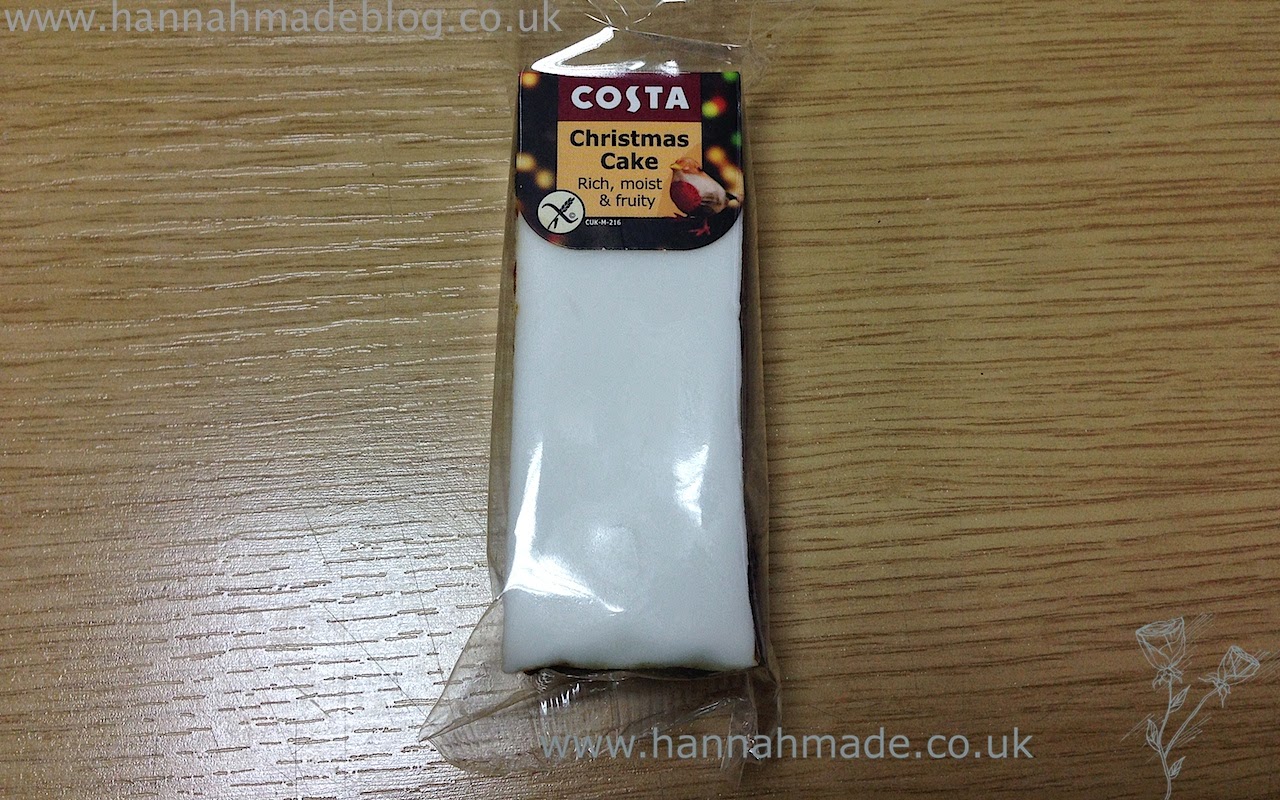 www.hannahmadeblog.co.uk
COSTA
Christmas
Cake
Rich, moist
& fruity
CUK-M-216
www.hannahmade.co.uk